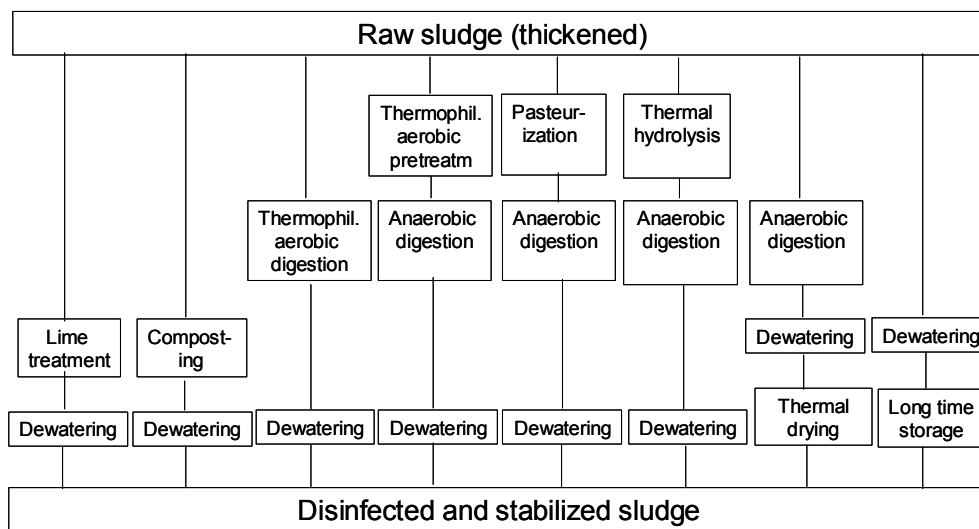 Raw sludge (thickened)
Thermophil.
aerobic
pretreatm
Pasteur-
ization
Thermal
hydrolysis
Thermophil.
aerobic
digestion
Anaerobic
digestion
Anaerobic
digestion
Anaerobic
digestion
Anaerobic
digestion
Lime
treatment
Compost-
ing
Dewatering
Dewatering
Dewatering
Dewatering
Dewatering
Dewatering
Dewatering
Dewatering
Thermal
drying
Long time
storage
Disinfected and stabilized sludge